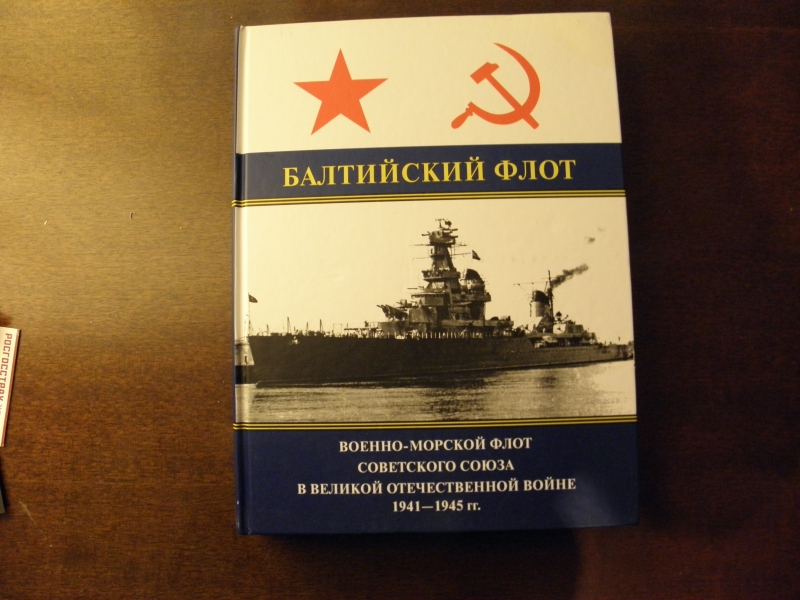 БАЛТИЙСКИЙ ФЛОТ
ВОЕННО-МОРСКОЙ ФЛОТ
СОВЕТСКОГО СОЮЗА
В ВЕЛИКОЙ ОТЕЧЕСТВЕННОЙ ВОЙНЕ
1941—1945 гг.
РОСГОССТРАХ